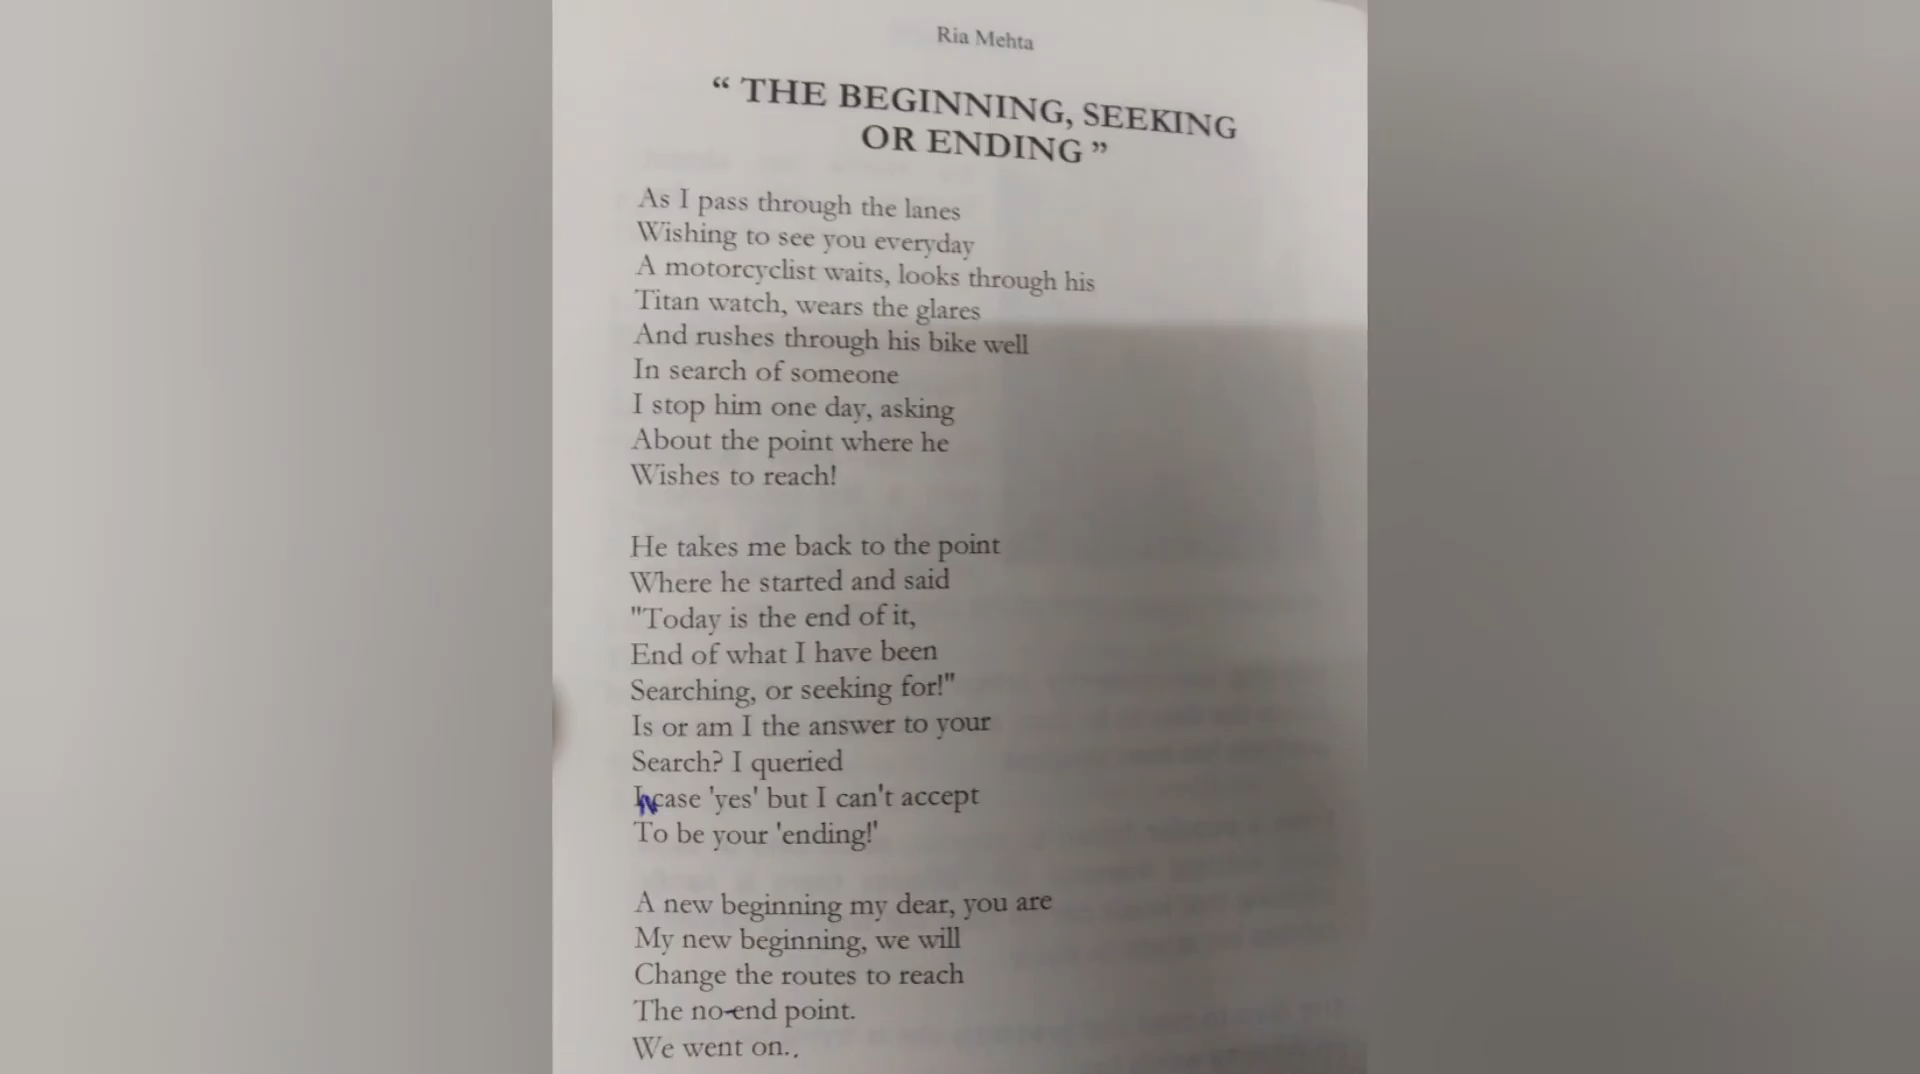 Ria Mehta
“ THE BEGINNING, SEEKING
OR ENDING ”
As I pass through the lanes
Wishing to see you everyday
A motorcyclist waits, looks through his
Titan watch, wears the glares
And rushes through his bike well
In search of someone
I stop him one day, asking
About the point where he
Wishes to reach!
He takes me back to the point
Where he started and said
"Today is the end of it,
End of what I have been
Searching, or seeking for!"
Is or am I the answer to your
Search? I queried
In case 'yes' but I can't accept
To be your 'ending!'
A new beginning my dear, you are
My new beginning, we will
Change the routes to reach
The no-end point.
We went on..